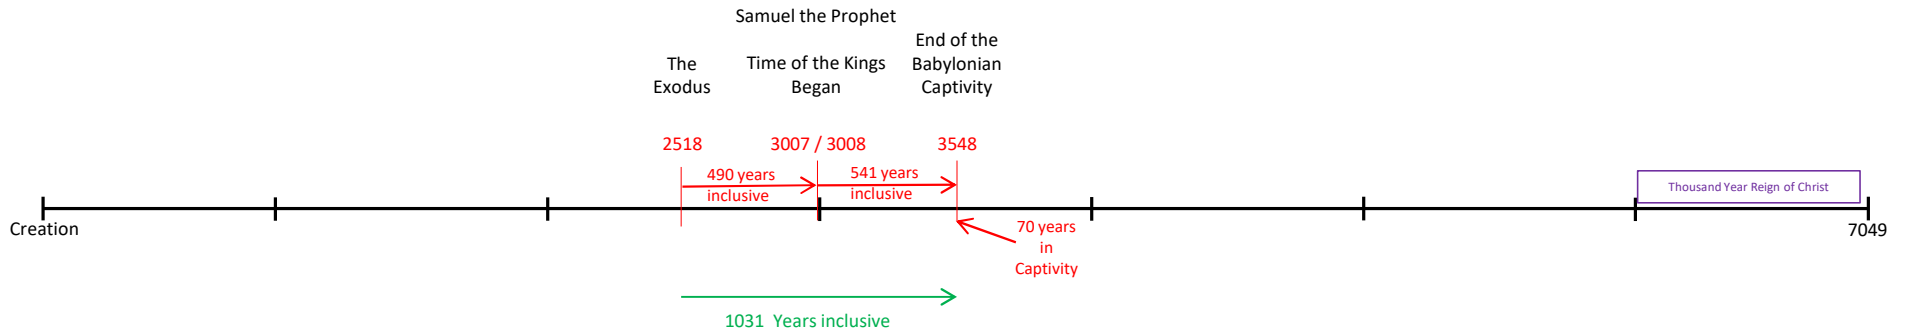 Samuel the Prophet
The
Exodus
Time of the Kings
Began
End of the
Babylonian
Captivity
2518
3007 / 3008
3548
490 years
inclusive
541 years
inclusive
Thousand Year Reign of Christ
Creation
7049
70 years
in
Captivity
1031 Years inclusive